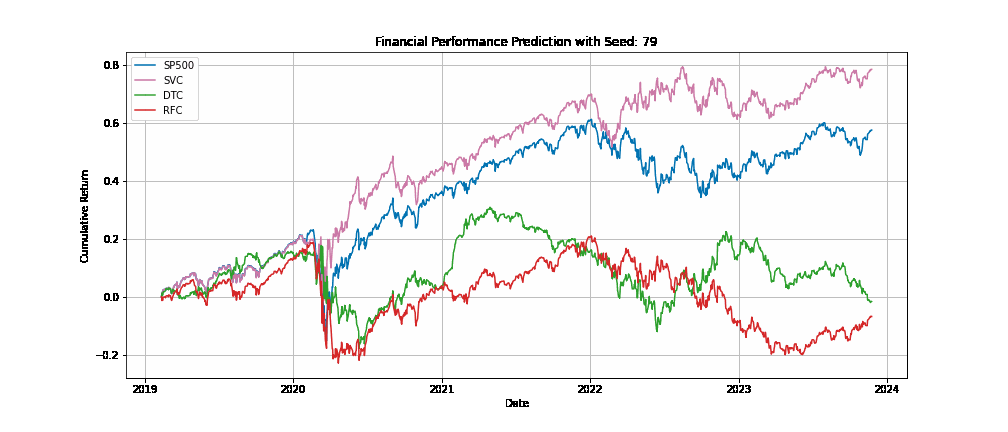 Financial Performance Prediction with Seed: 79
SP500
SVC
DTC
RFC
Cumulative Return
0.8
0.6
0.4
0.2
0.0
−0.2
2019 2020 2021 2022 2023 2024
Date